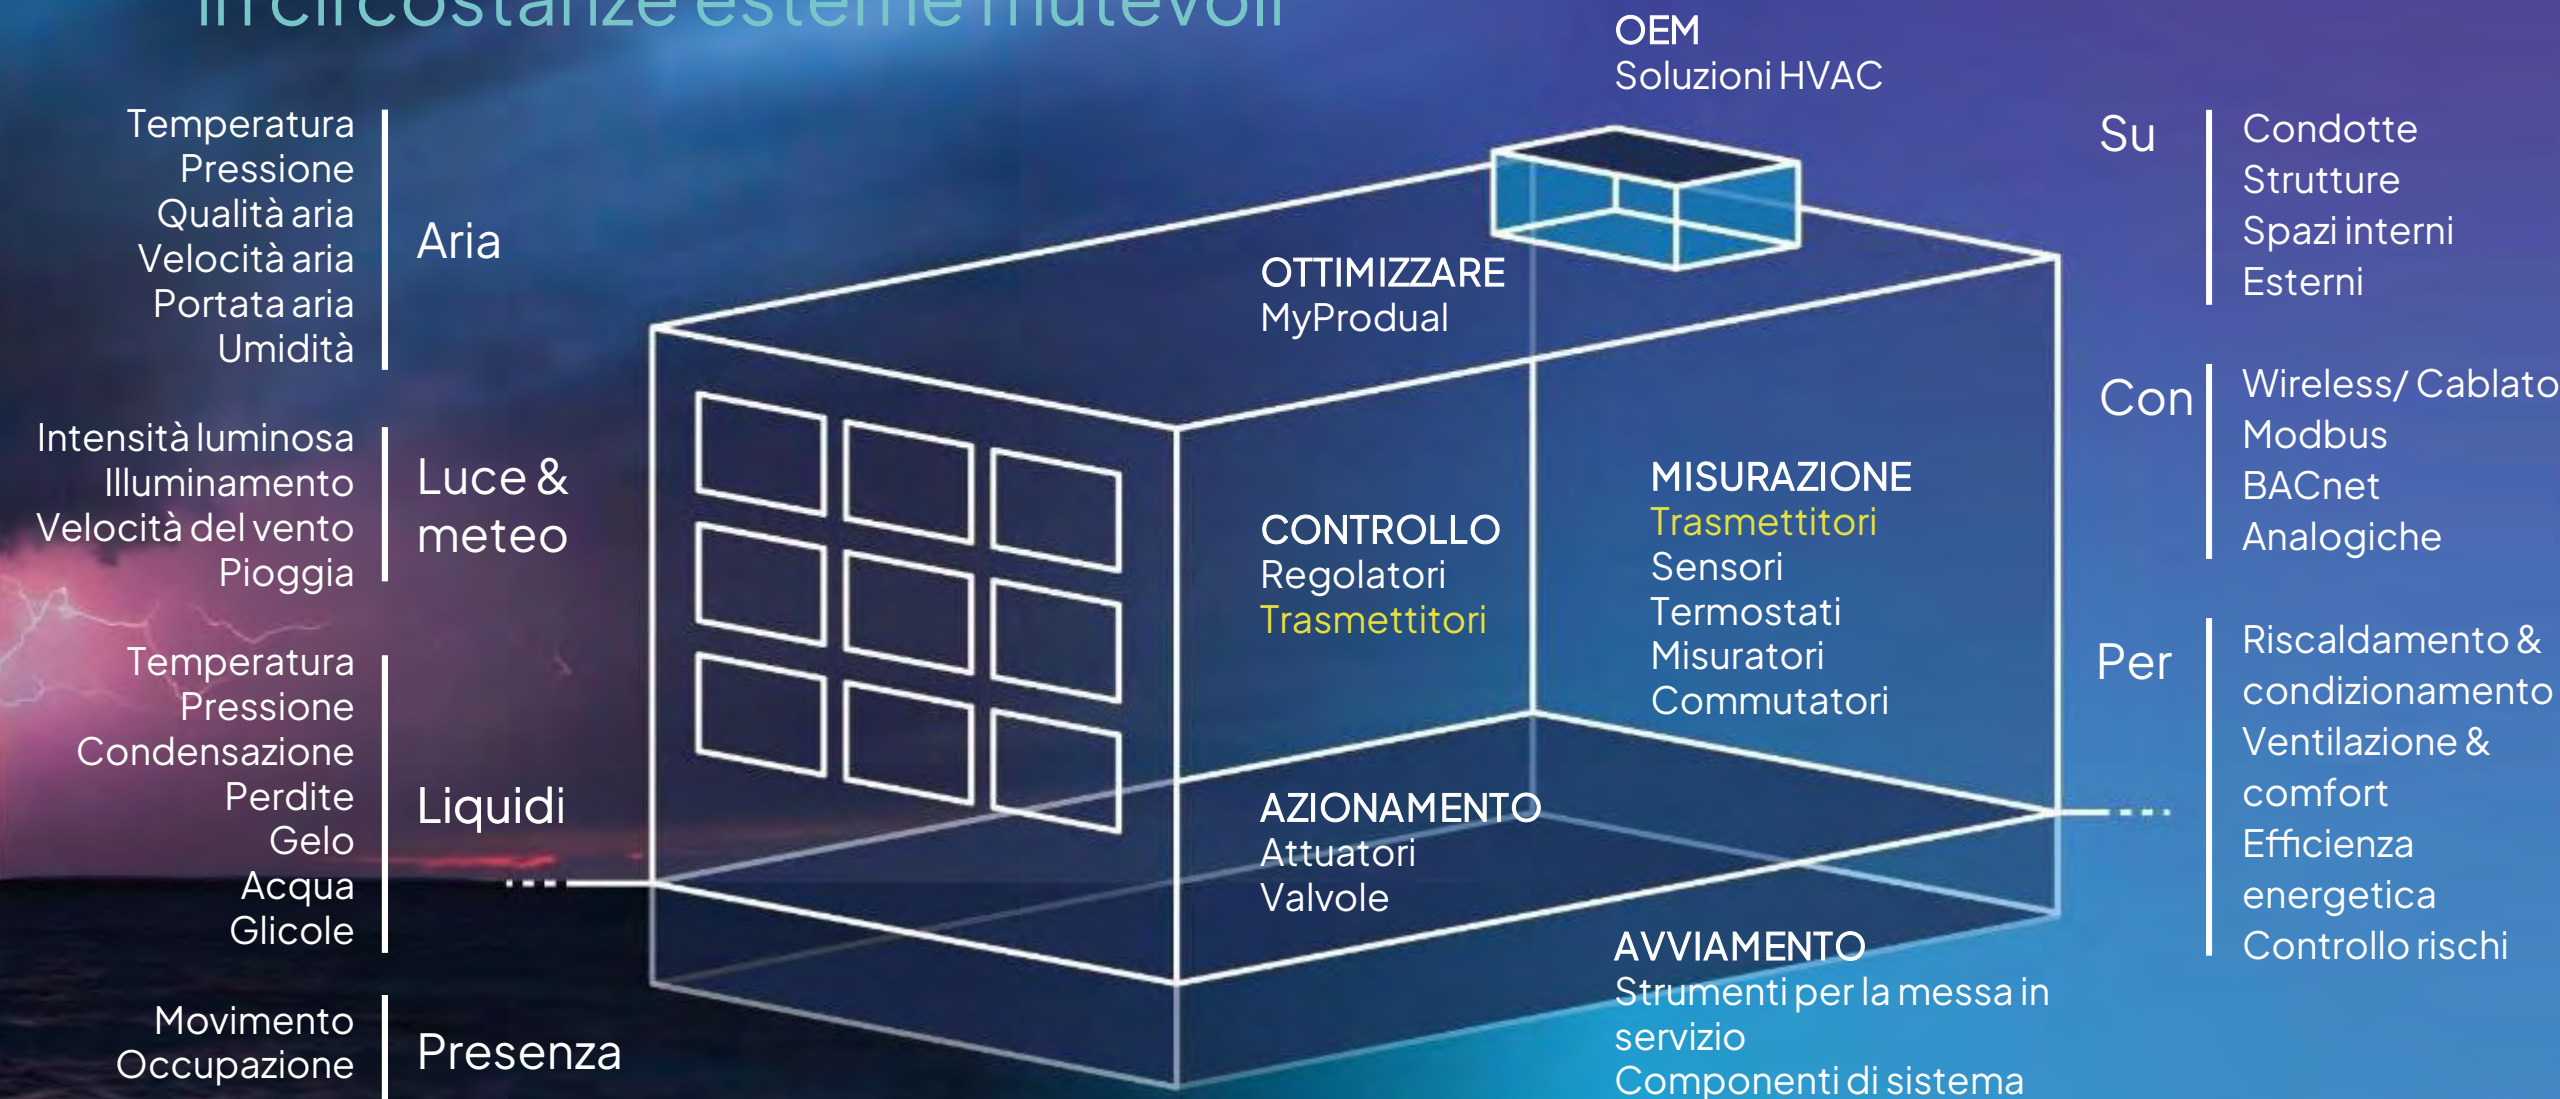 in circostanze esterne mutevoli
Temperatura
Pressione
Qualità aria
Velocità aria
Portata aria
Umidità
Aria
Intensità luminosa
Illuminamento
Velocità del vento
Pioggia
Luce &
meteo
Temperatura
Pressione
Condensazione
Perdite
Gelo
Acqua
Glicole
Liquidi
Movimento
Occupazione
Presenza
OEM
Soluzioni HVAC
OTTIMIZZARE
MyProdual
CONTROLLO
Regolatori
Trasmettitori
MISURAZIONE
Trasmettitori
Sensori
Termostati
Misuratori
Commutatori
AZIONAMENTO
Attuatori
Valvole
AVVIAMENTO
Strumenti per la messa in
servizio
Componenti di sistema
Su
Condotte
Strutture
Spazi interni
Esterni
Con
Wireless/ Cablato
Modbus
BACnet
Analogiche
Per
Riscaldamento &
condizionamento
Ventilazione &
comfort
Efficienza
energetica
Controllo rischi